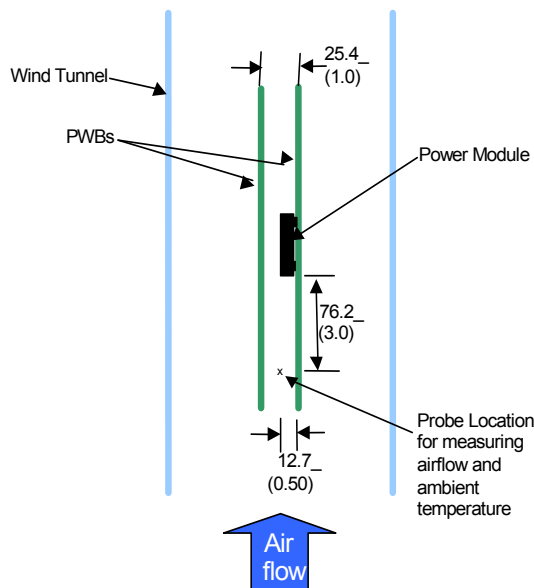 25.4_
(1.0)
Wind Tunnel
PWBs
Power Module
76.2_
(3.0)
x
Probe Location
for measuring
airflow and
ambient
temperature
12.7_
(0.50)
Air
flow